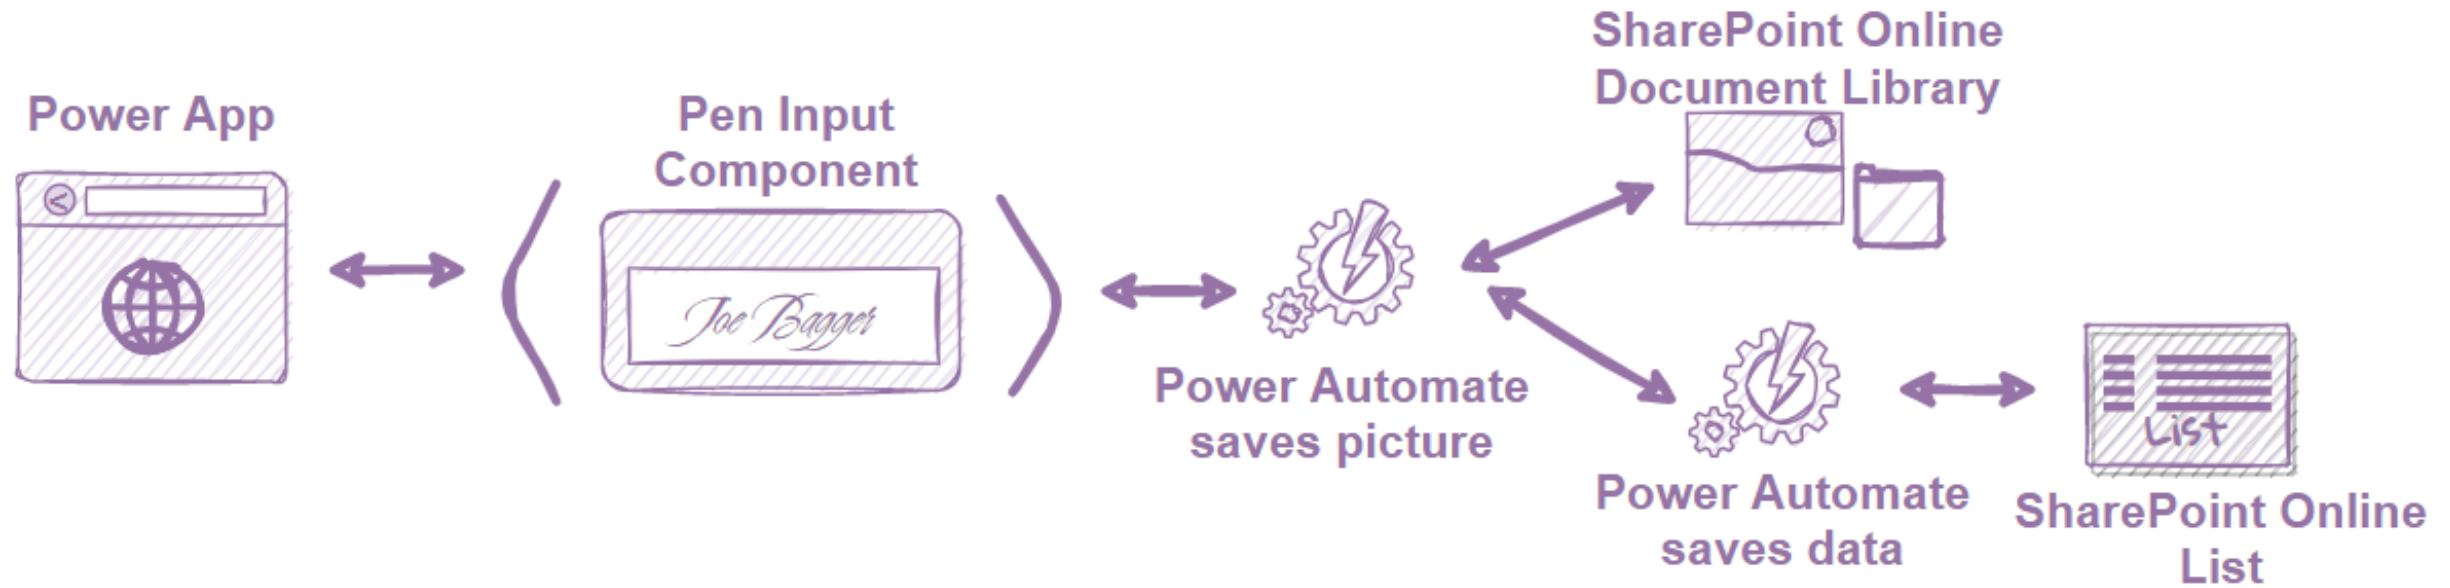 Power App
Pen Input
Component
Joe Bagger
Power Automate
saves picture
SharePoint Online
Document Library
Power Automate
saves data
List
SharePoint Online
List